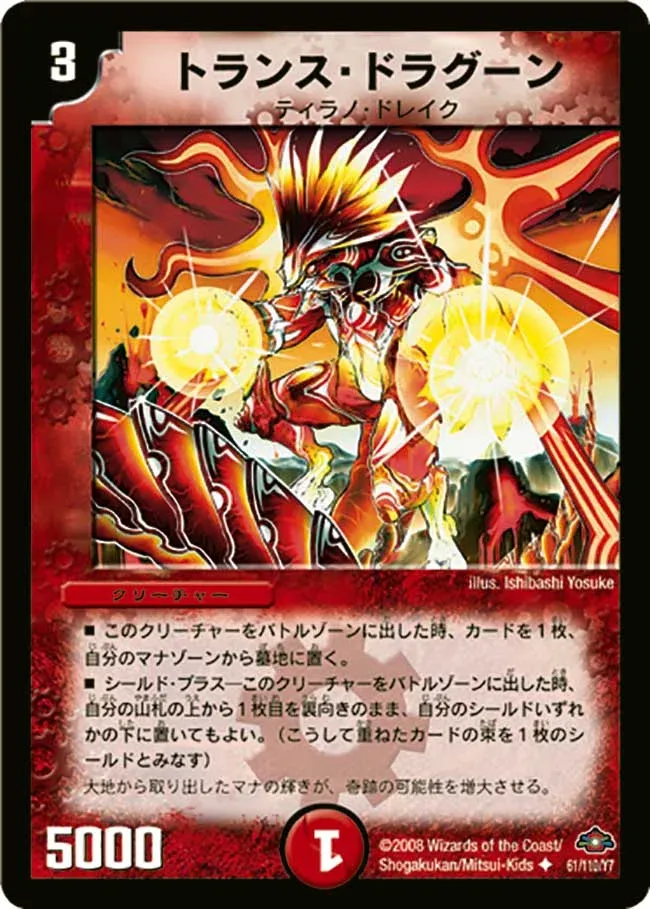 3
トランス・ドラグーン
ティラノ・ドレイク
illus. Ishibashi Yosuke
クリーチャー
■ このクリーチャーをバトルゾーンに出した時、カードを1枚、
自分のマナゾーンから墓地に置く。
■ シールド・プラス―このクリーチャーをバトルゾーンに出した時、
自分の山札の上から1枚目を裏向きのまま、自分のシールドいずれ
かの下に置いてもよい。（こうして重ねたカードの束を1枚のシ
ールドとみなす）
大地から取り出したマナの輝きが、奇跡の可能性を増大させる。
5000
1
©2008 Wizards of the Coast/
Shogakukan/Mitsui-Kids
61/110/Y7